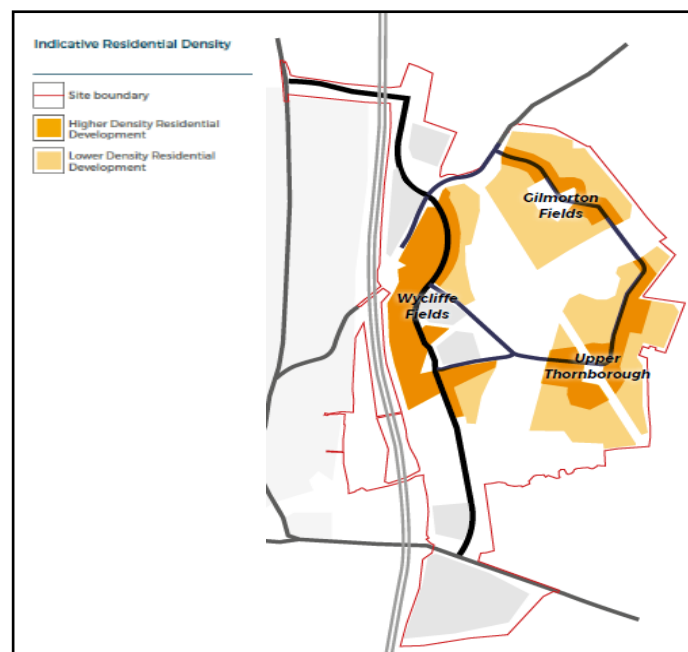 Indicative Residential Density
Site boundary
Higher Density Residential
Development
Lower Density Residential
Development
Gilmorton
Fields
Wycliffe
Fields
Upper
Thornborough